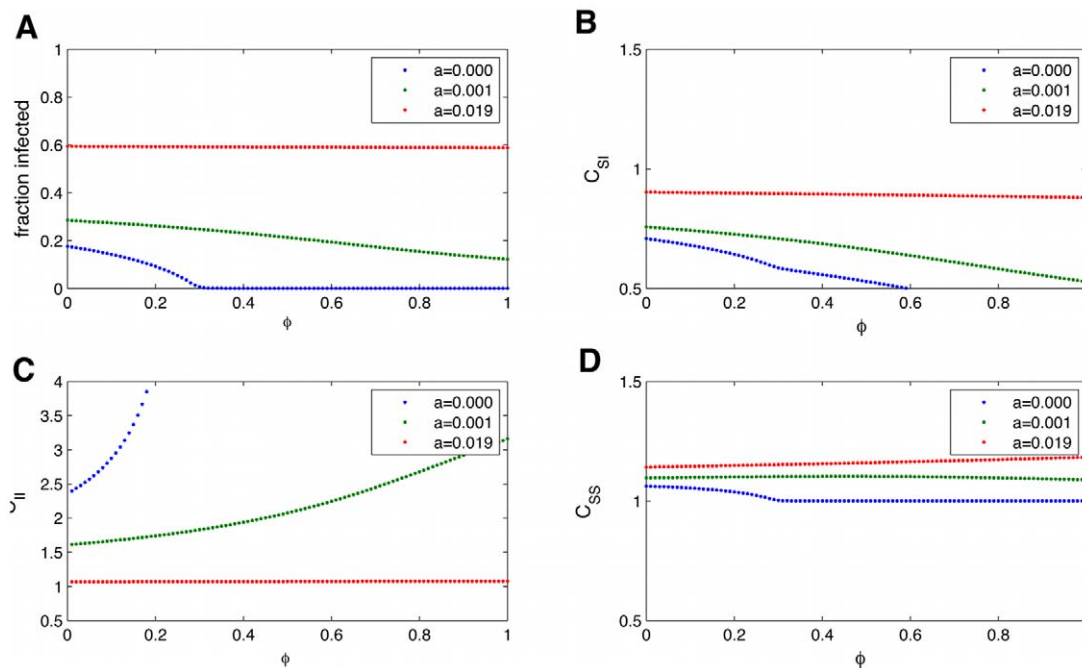 A
1
0.8
0.6
0.4
0.2
0
fraction infected
a=0.000
a=0.001
a=0.019
0 0.2 0.4 0.6 0.8 1
ϕ
B
1.5
1
0.5
C_SI
a=0.000
a=0.001
a=0.019
0 0.2 0.4 0.6 0.8
ϕ
C
4
3.5
3
2.5
2
1.5
1
0.5
a=0.000
a=0.001
a=0.019
0 0.2 0.4 0.6 0.8 1
ϕ
D
1.5
1
0.5
C_SS
a=0.000
a=0.001
a=0.019
0 0.2 0.4 0.6 0.8
ϕ